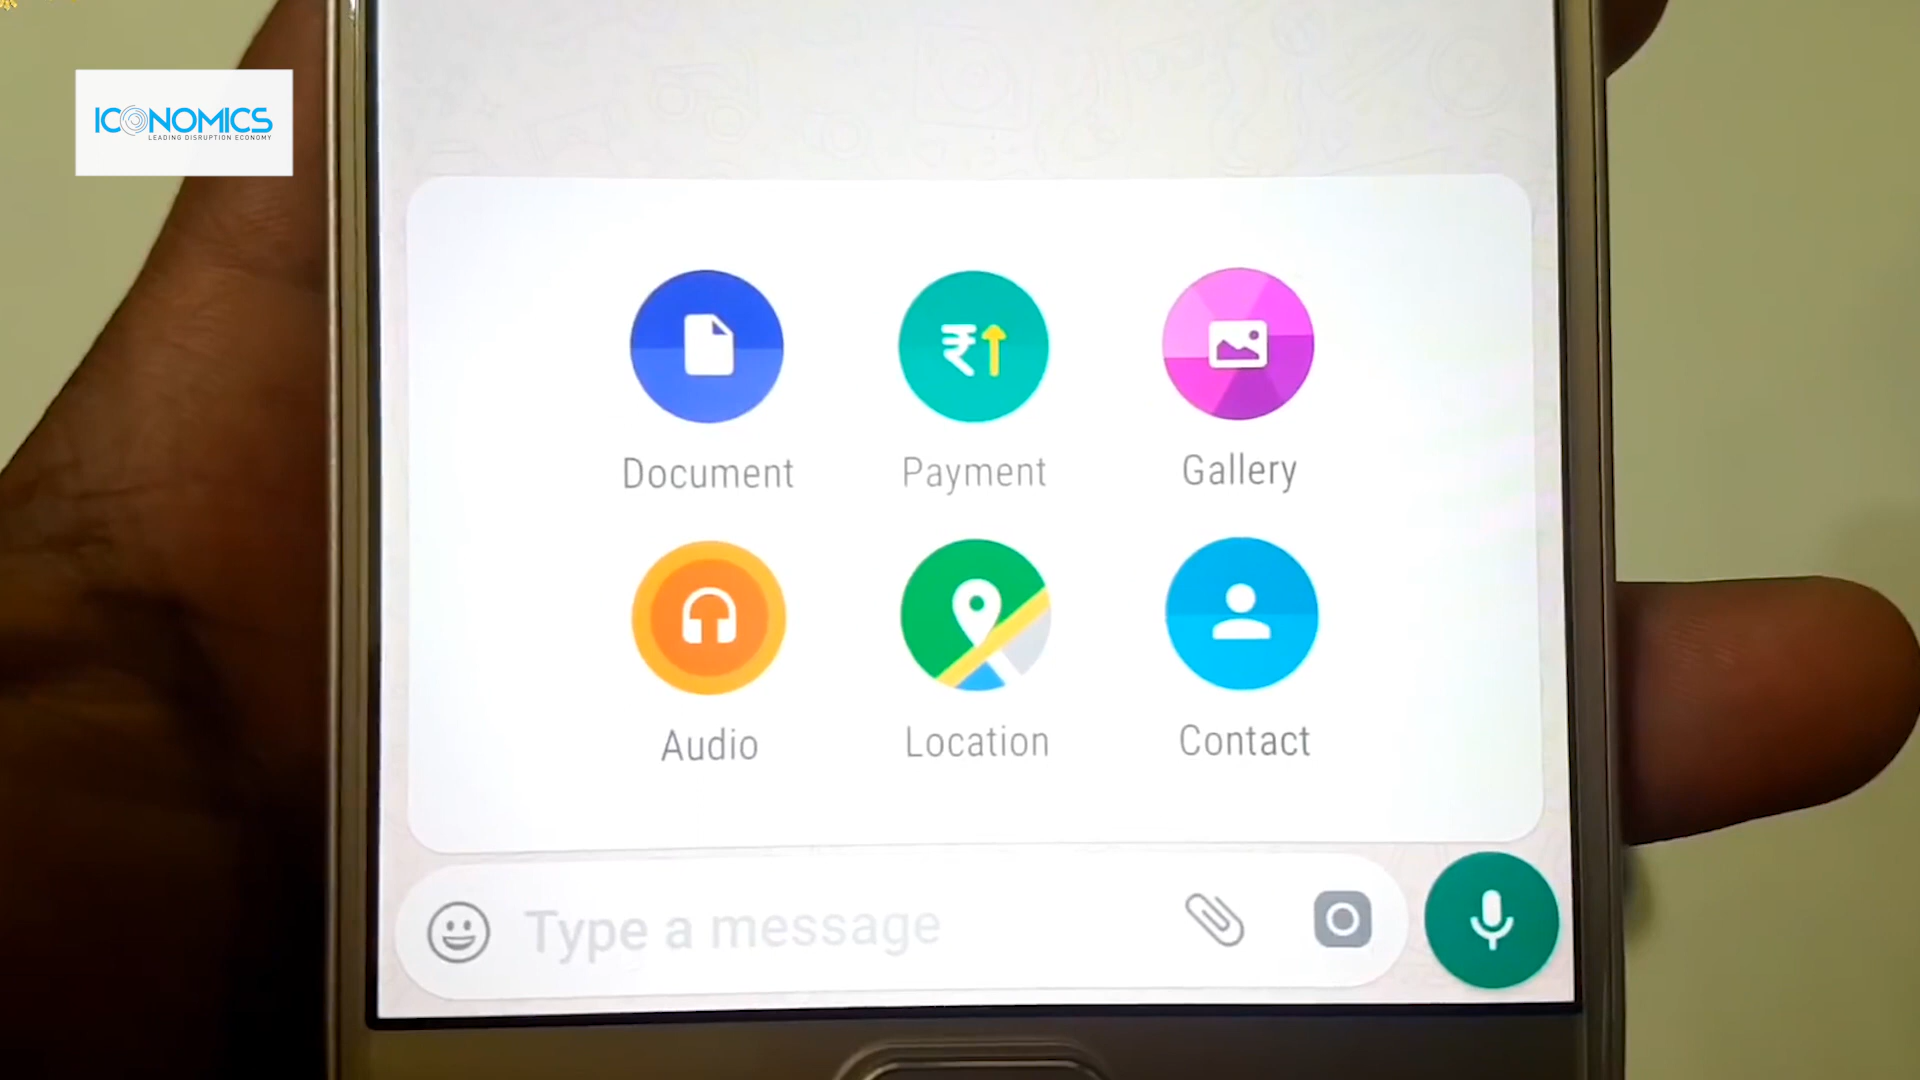 ICONOMICS
LEADING DISRUPTION ECONOMY
Document Payment Gallery
Audio Location Contact
Type a message